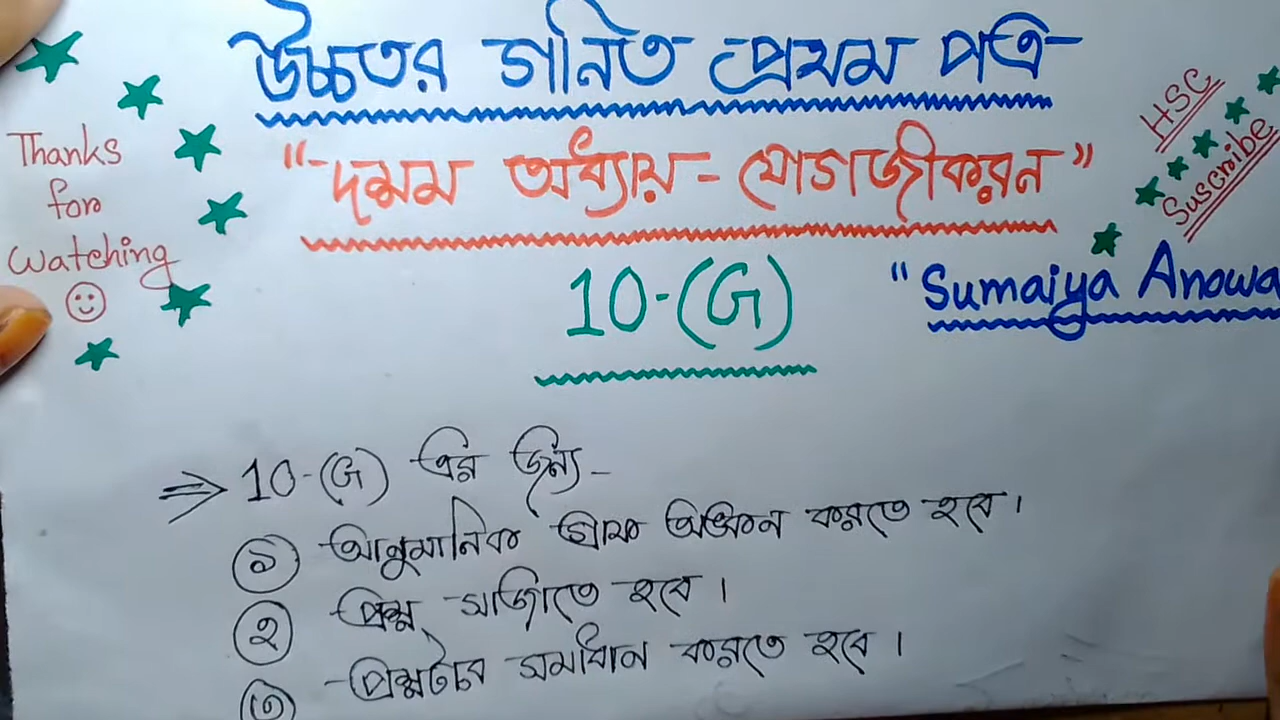 উচ্চতর গনিত প্রথম পত্র
"দশম অধ্যায় - যোগজীকরন"
10-(G)
Thanks
for
Watching
HSC
Suscribe
"Sumaiya Anowa
⇒ 10-(G) এর জন্য-
১ আনুমানিক গ্রাফ অঙ্কন করতে হবে।
২ প্রশ্ন সাজাতে হবে।
৩ প্রশ্নটার সমাধান করতে হবে।